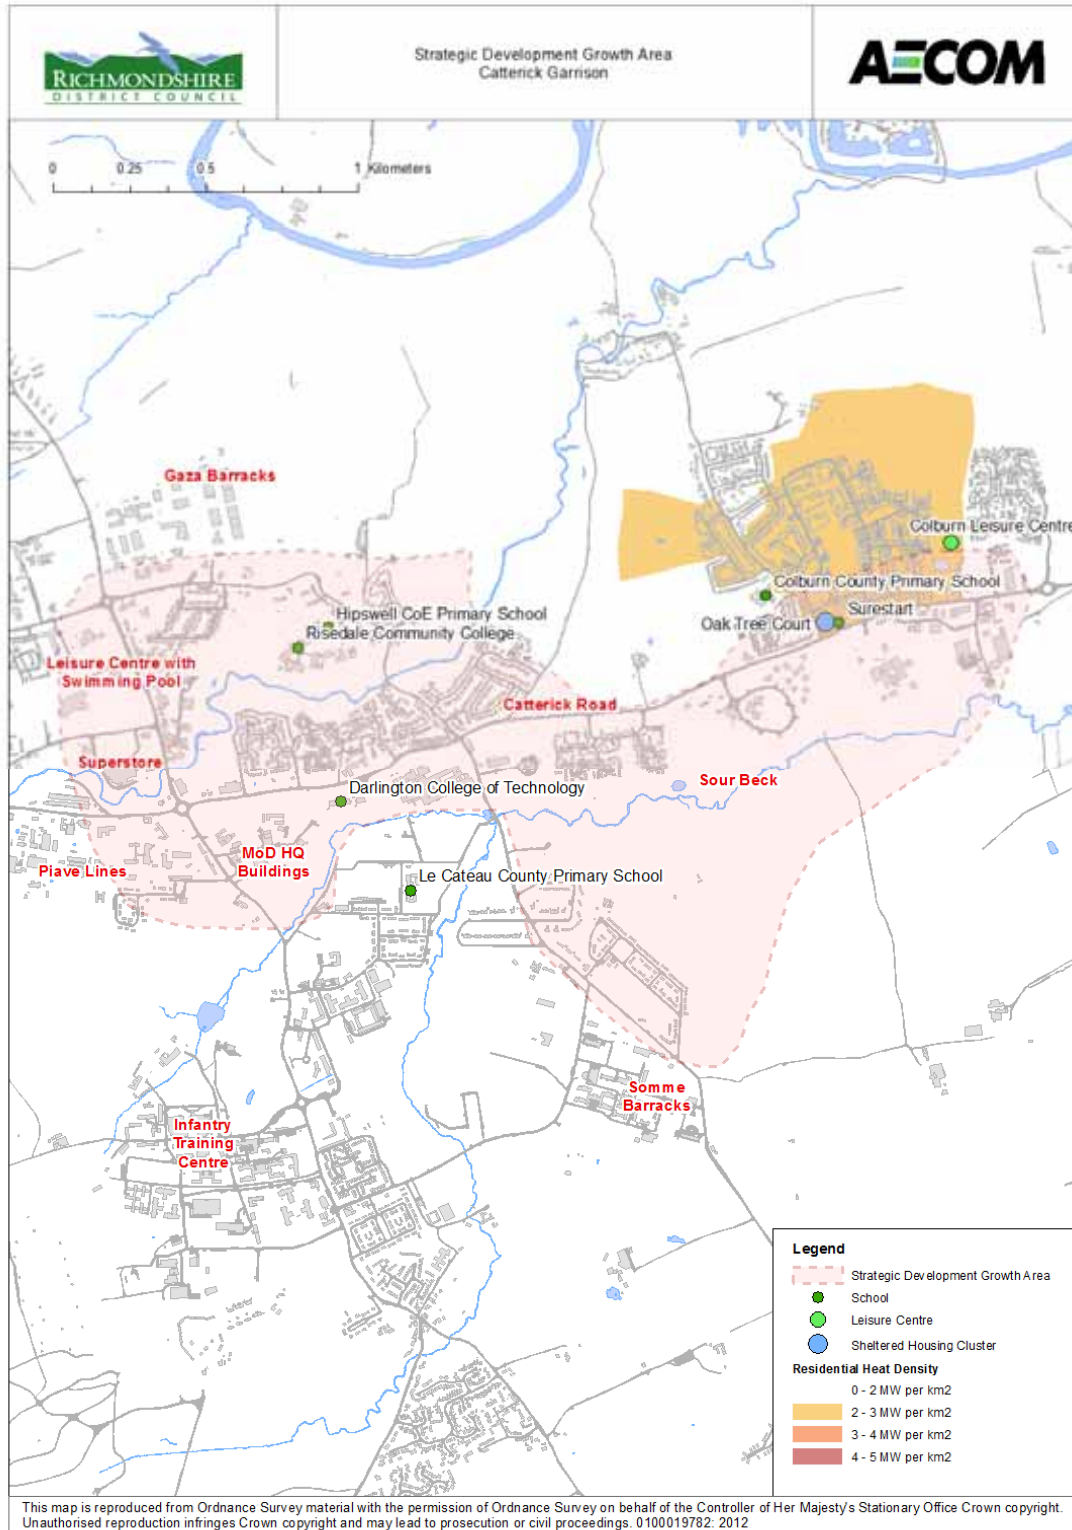 RICHMONDSHIRE
DISTRICT COUNCIL
Strategic Development Growth Area
Catterick Garrison
AECOM
0 0.25 0.5 1 Kilometers
Gaza Barracks
Colburn Leisure Centre
Colburn County Primary School
Hipswell CoE Primary School
Surestart
Oak Tree Court
Risedale Community College
Leisure Centre with
Swimming Pool
Catterick Road
Superstore
Sour Beck
Darlington College of Technology
MoD HQ
Buildings
Piave Lines
Le Cateau County Primary School
Somme
Barracks
Infantry
Training
Centre
Legend
Strategic Development Growth Area
School
Leisure Centre
Sheltered Housing Cluster
Residential Heat Density
0 - 2 MW per km2
2 - 3 MW per km2
3 - 4 MW per km2
4 - 5 MW per km2
This map is reproduced from Ordnance Survey material with the permission of Ordnance Survey on behalf of the Controller of Her Majesty's Stationary Office Crown copyright.
Unauthorised reproduction infringes Crown copyright and may lead to prosecution or civil proceedings. 0100019782: 2012